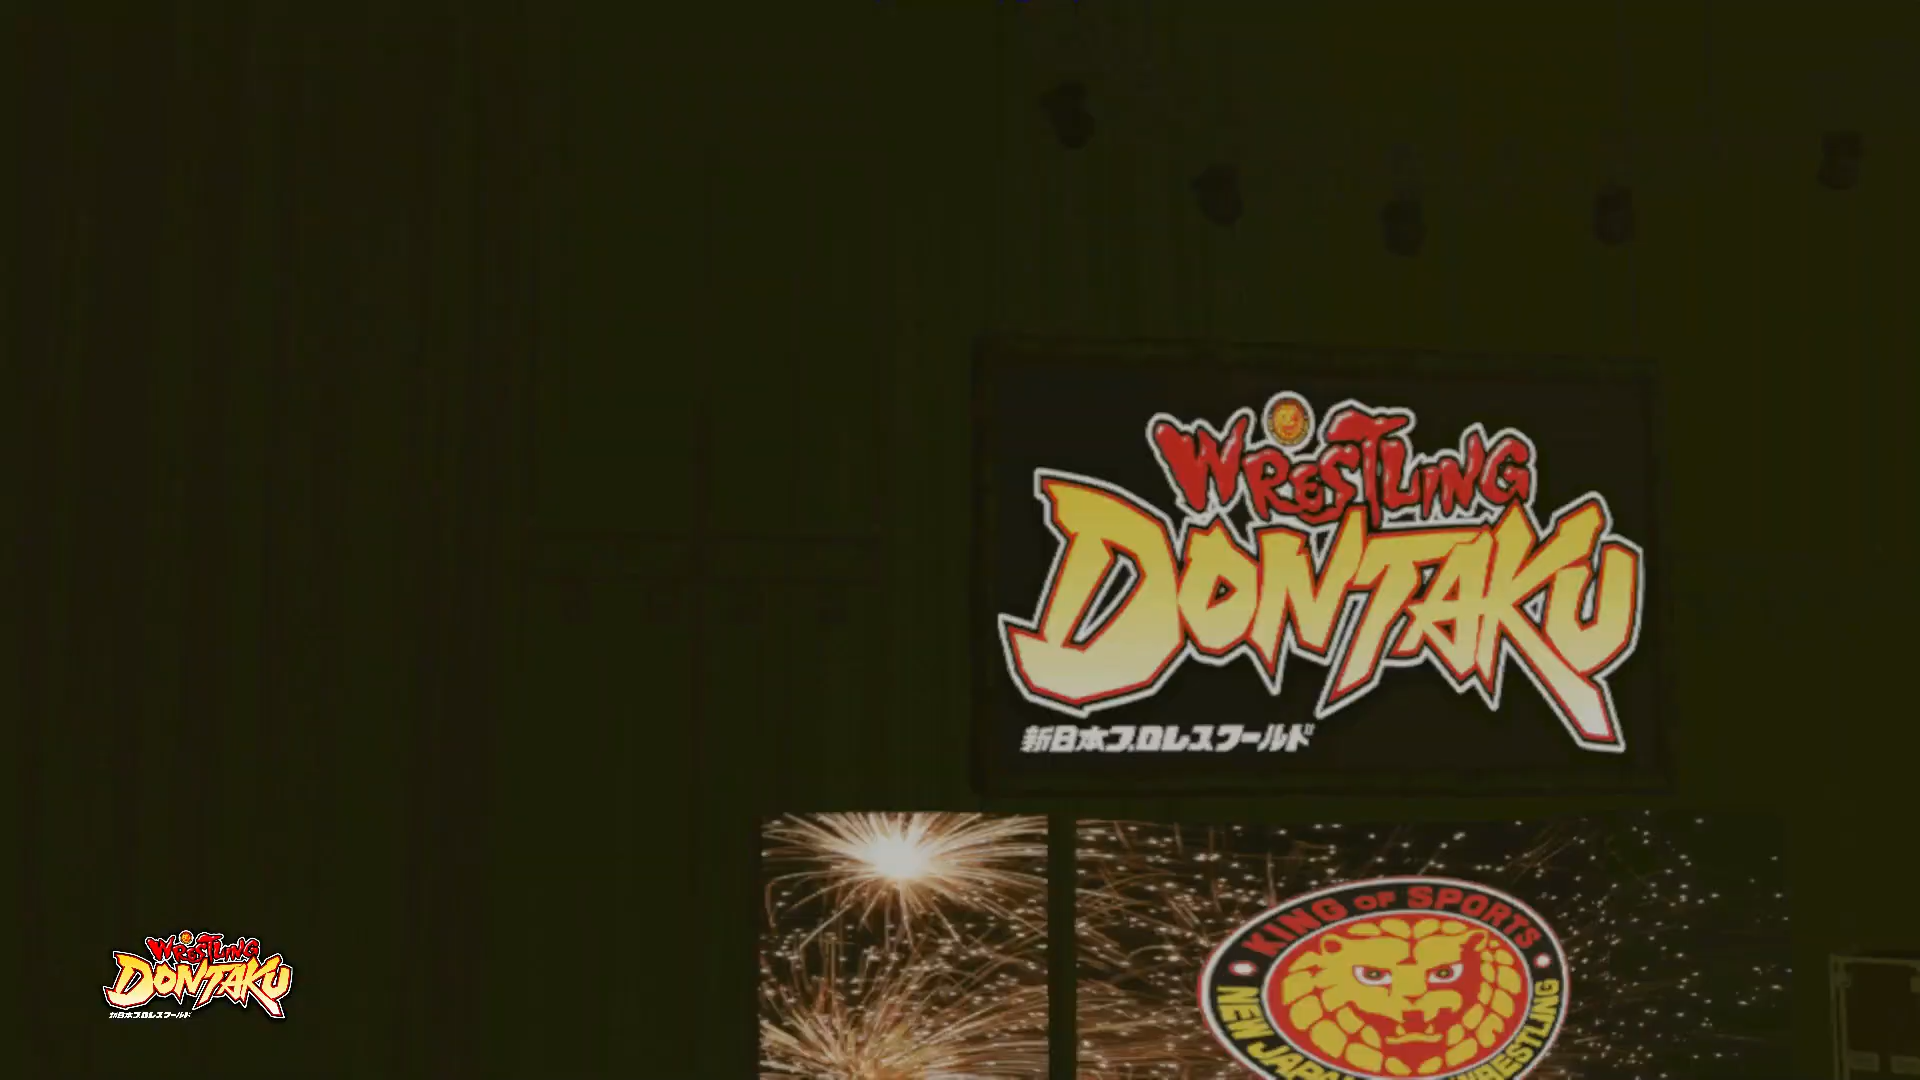 WRESTLING
DONTAKU
新日本プロレスワールド
KING OF SPORTS
NEW JAPAN WRESTLING
WRESTLING
DONTAKU
新日本プロレスワールド